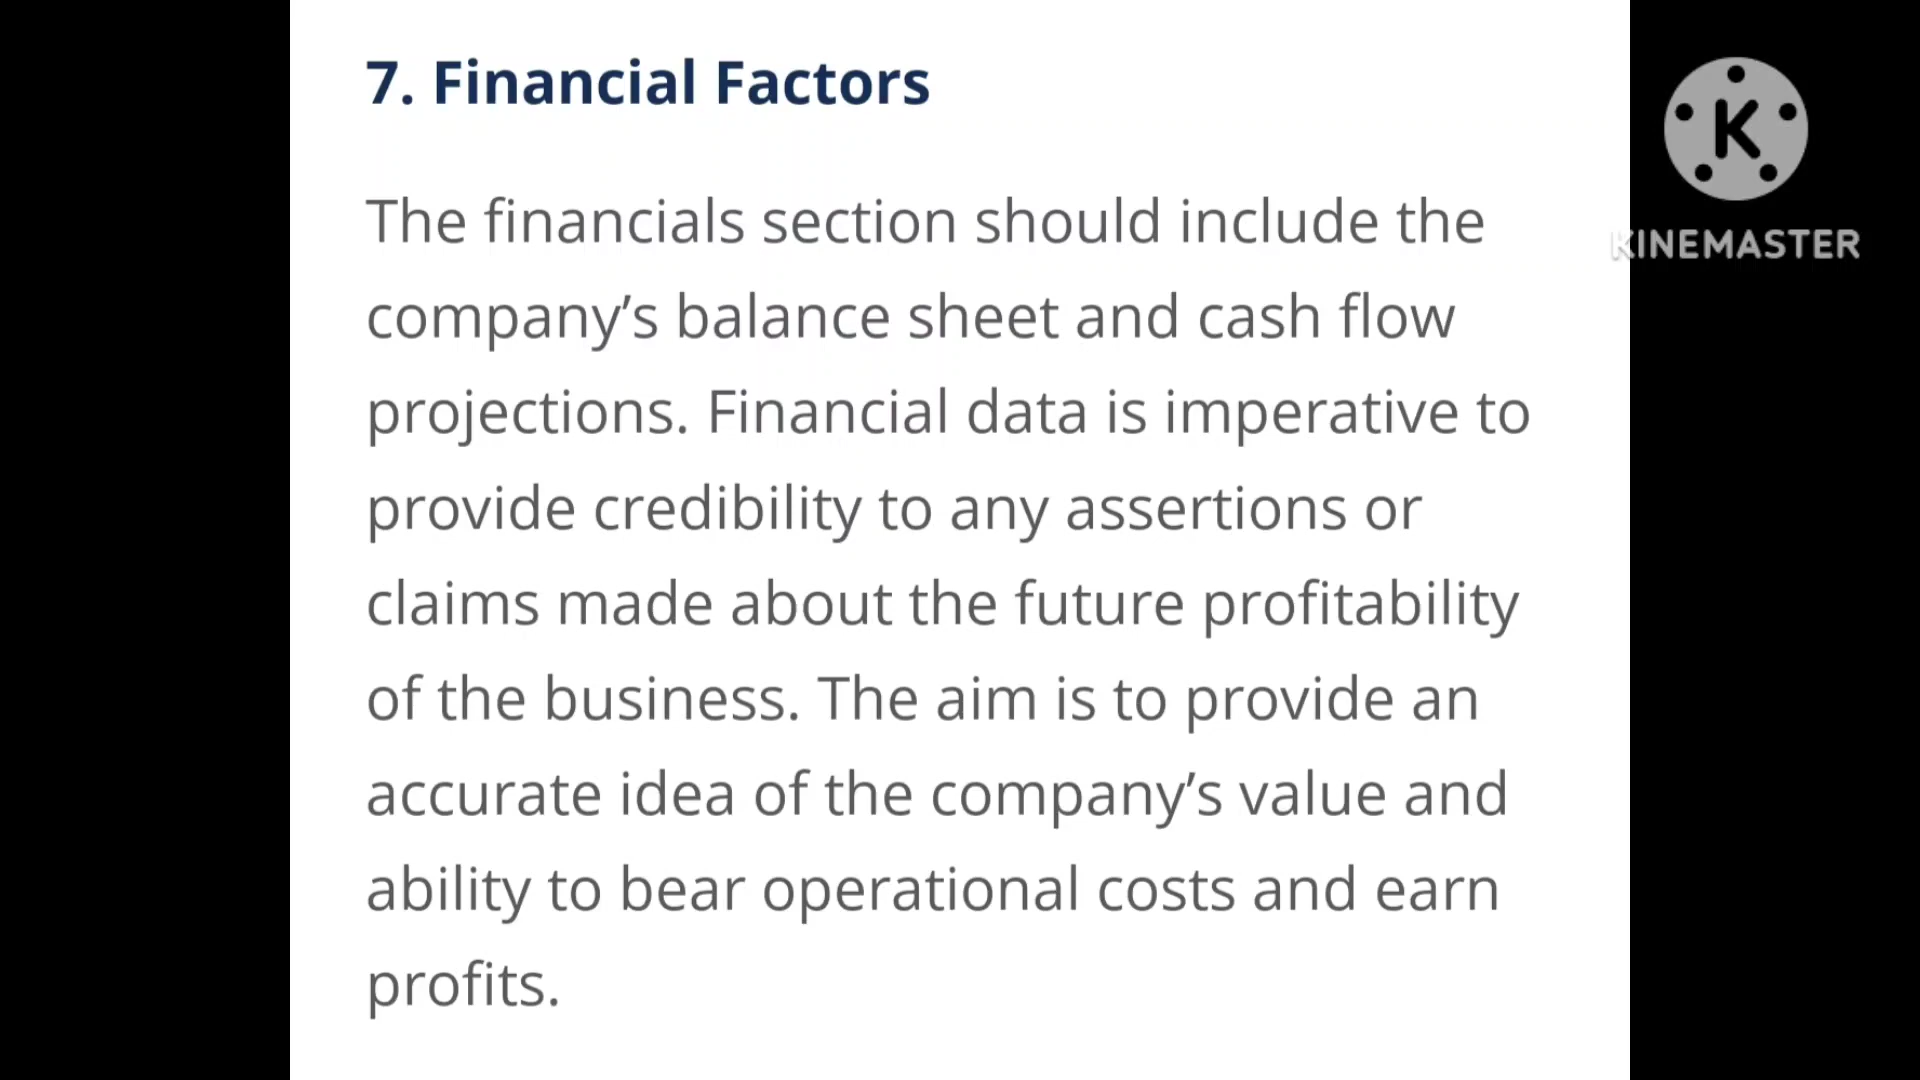 7. Financial Factors
The financials section should include the
company’s balance sheet and cash flow
projections. Financial data is imperative to
provide credibility to any assertions or
claims made about the future profitability
of the business. The aim is to provide an
accurate idea of the company’s value and
ability to bear operational costs and earn
profits.
K
KINEMASTER